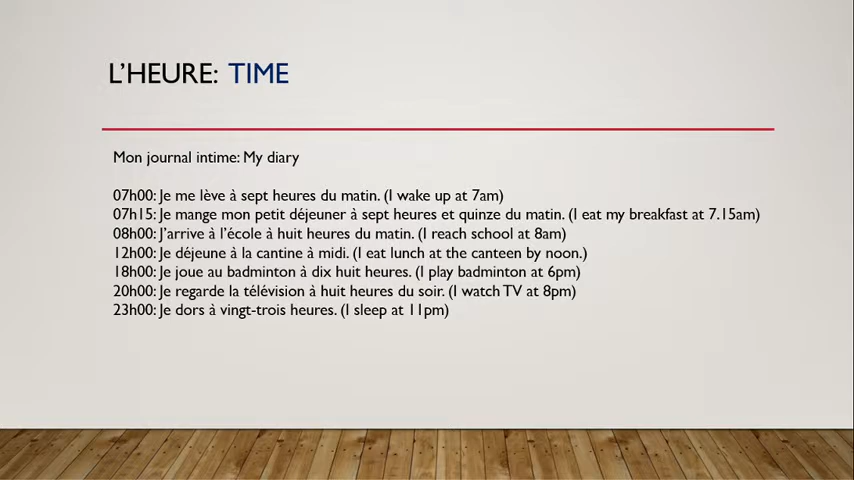 L'HEURE: TIME
Mon journal intime: My diary
07h00: Je me lève à sept heures du matin. (I wake up at 7am)
07h15: Je mange mon petit déjeuner à sept heures et quinze du matin. (I eat my breakfast at 7.15am)
08h00: J'arrive à l'école à huit heures du matin. (I reach school at 8am)
12h00: Je déjeune à la cantine à midi. (I eat lunch at the canteen by noon.)
18h00: Je joue au badminton à dix huit heures. (I play badminton at 6pm)
20h00: Je regarde la télévision à huit heures du soir. (I watch TV at 8pm)
23h00: Je dors à vingt-trois heures. (I sleep at 11pm)